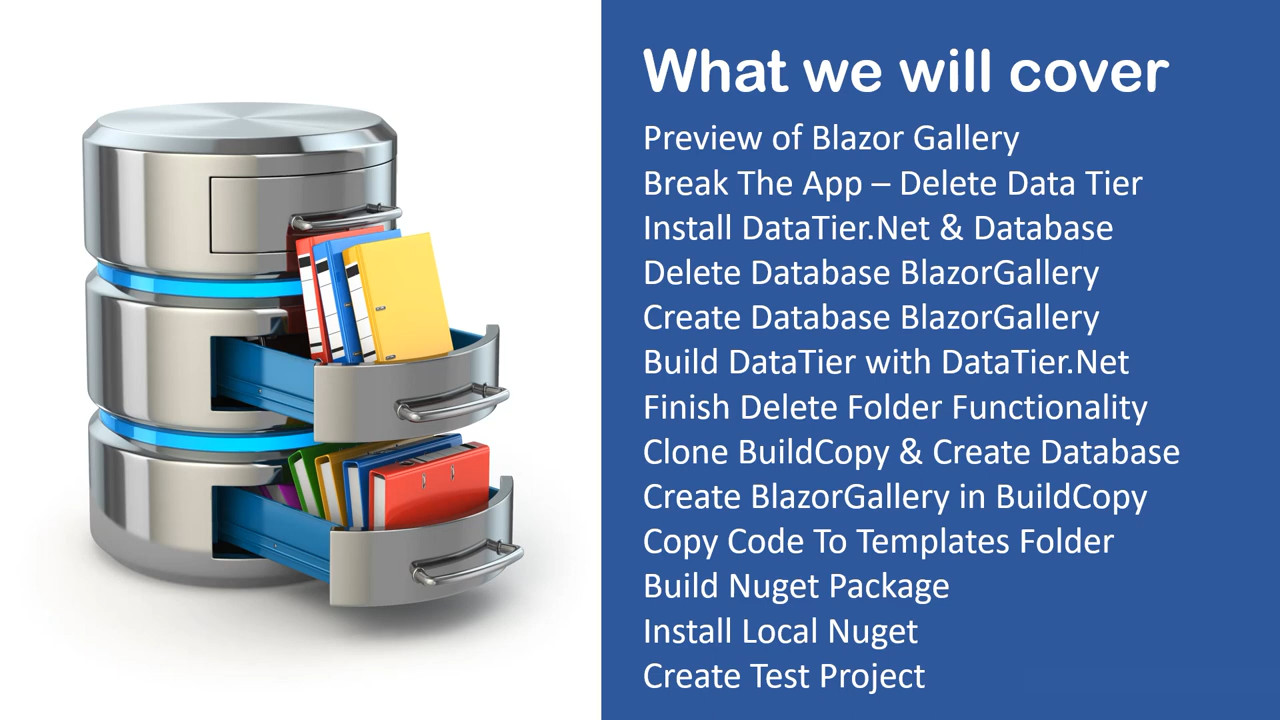 What we will cover
Preview of Blazor Gallery
Break The App – Delete Data Tier
Install DataTier.Net & Database
Delete Database BlazorGallery
Create Database BlazorGallery
Build DataTier with DataTier.Net
Finish Delete Folder Functionality
Clone BuildCopy & Create Database
Create BlazorGallery in BuildCopy
Copy Code To Templates Folder
Build Nuget Package
Install Local Nuget
Create Test Project